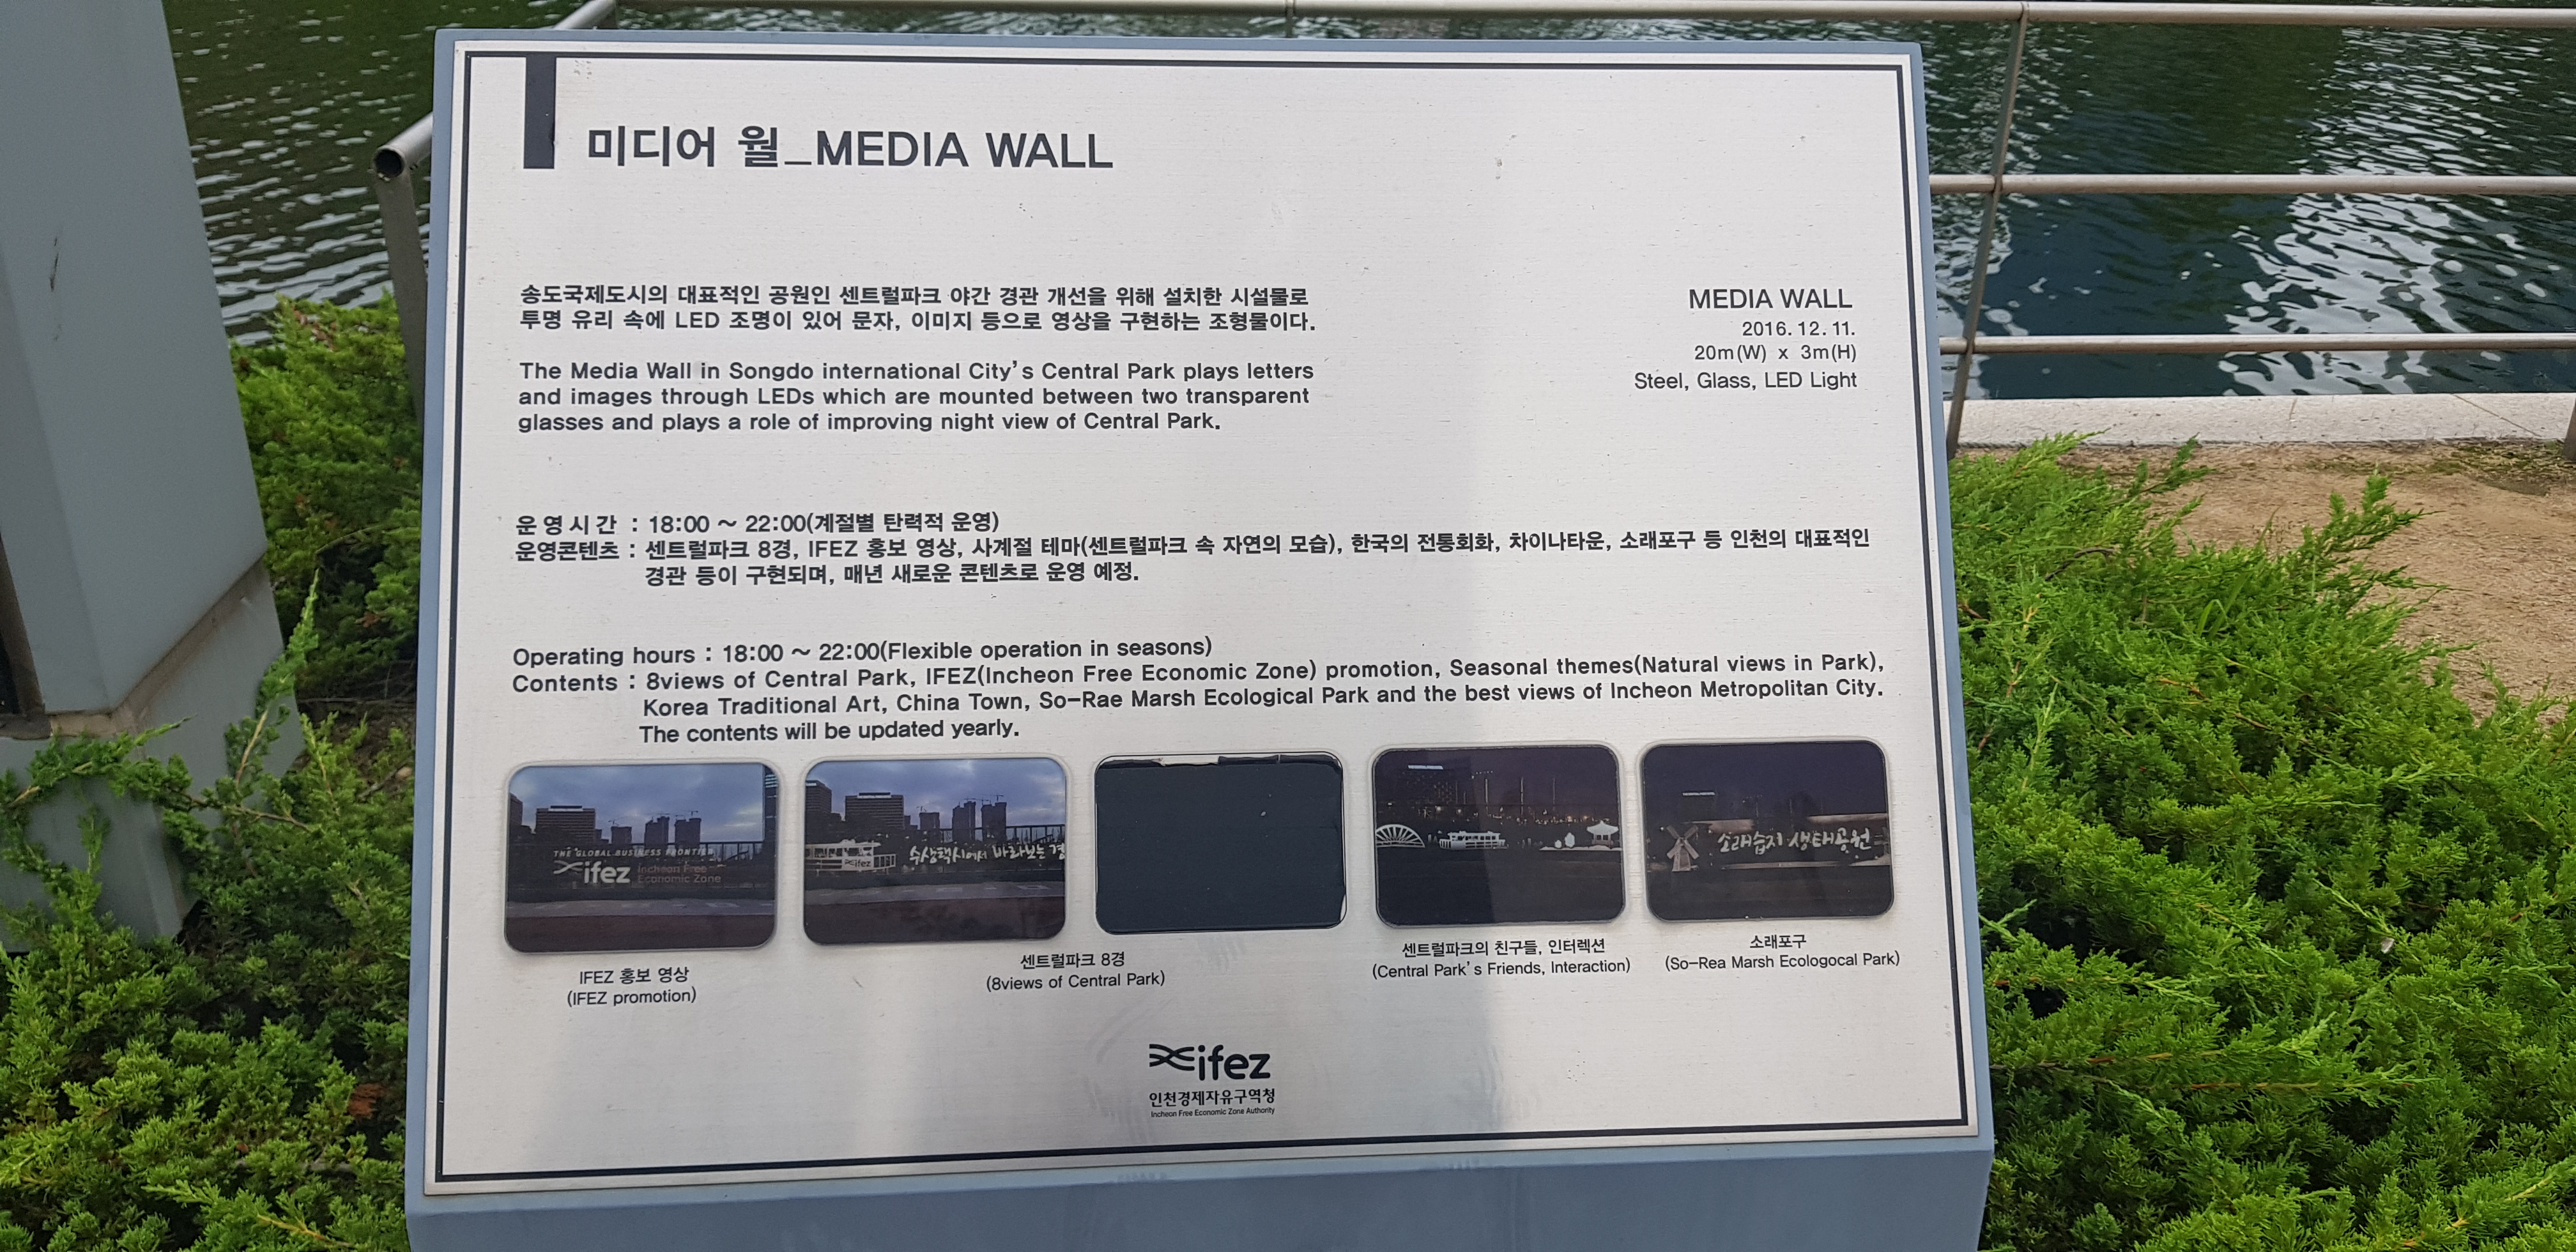 미디어 월_MEDIA WALL
송도국제도시의 대표적인 공원인 센트럴파크 야간 경관 개선을 위해 설치한 시설물로
투명 유리 속에 LED 조명이 있어 문자, 이미지 등으로 영상을 구현하는 조형물이다.
The Media Wall in Songdo international City's Central Park plays letters
and images through LEDs which are mounted between two transparent
glasses and plays a role of improving night view of Central Park.
MEDIA WALL
2016. 12. 11.
20m(W) x 3m(H)
Steel, Glass, LED Light
운영시간 : 18:00 ~ 22:00(계절별 탄력적 운영)
운영콘텐츠 : 센트럴파크 8경, IFEZ 홍보 영상, 사계절 테마(센트럴파크 속 자연의 모습), 한국의 전통회화, 차이나타운, 소래포구 등 인천의 대표적인
경관 등이 구현되며, 매년 새로운 콘텐츠로 운영 예정.
Operating hours : 18:00 ~ 22:00(Flexible operation in seasons)
Contents : 8views of Central Park, IFEZ(Incheon Free Economic Zone) promotion, Seasonal themes(Natural views in Park),
Korea Traditional Art, China Town, So-Rae Marsh Ecological Park and the best views of Incheon Metropolitan City.
The contents will be updated yearly.
THE GLOBAL BUSINESS FRONTIER
ifez Incheon Free
Economic Zone
ifez
수상택시에서 바라보는 경
소래습지 생태공원
IFEZ 홍보 영상
(IFEZ promotion)
센트럴파크 8경
(8views of Central Park)
센트럴파크의 친구들, 인터렉션
(Central Park's Friends, Interaction)
소래포구
(So-Rea Marsh Ecologocal Park)
ifez
인천경제자유구역청
Incheon Free Economic Zone Authority